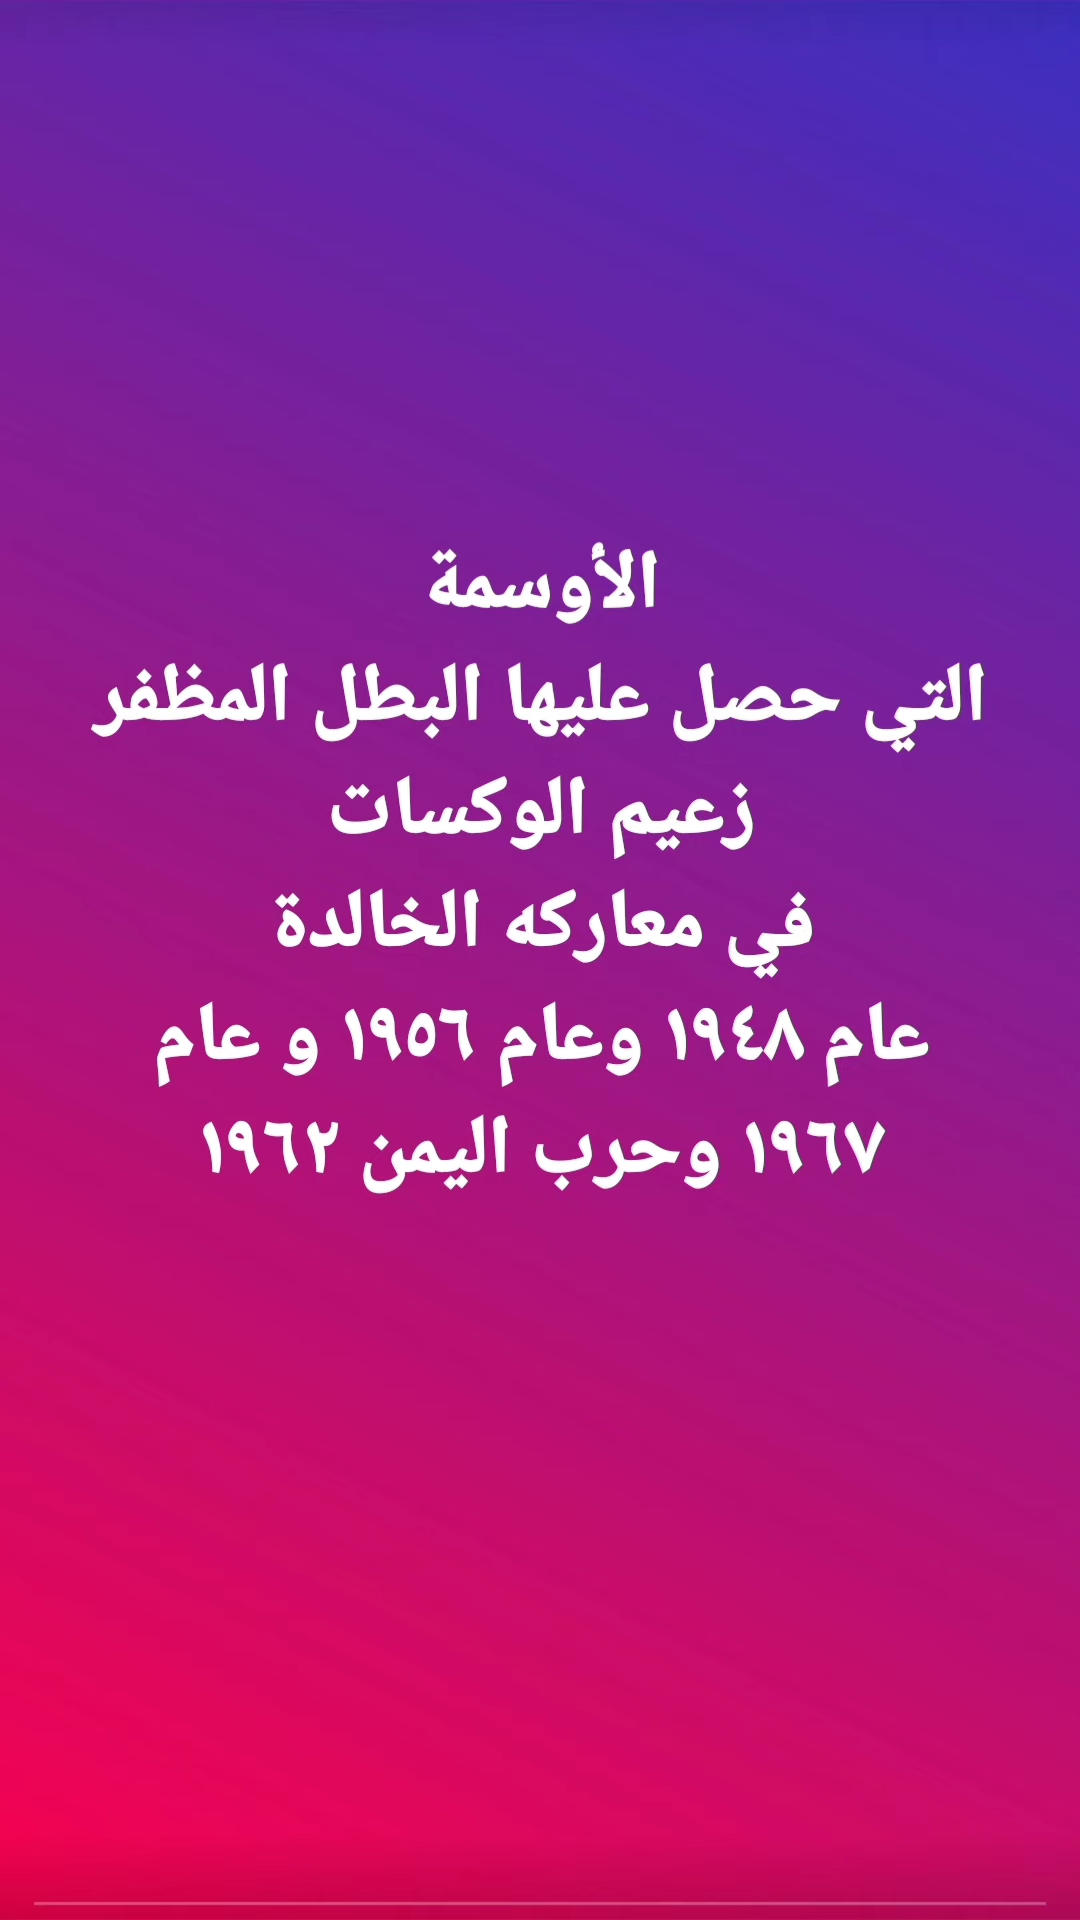 الأوسمة
التي حصل عليها البطل المظفر
زعيم الوكسات
في معاركه الخالدة
عام ١٩٤٨ وعام ١٩٥٦ و عام
١٩٦٧ وحرب اليمن ١٩٦٢